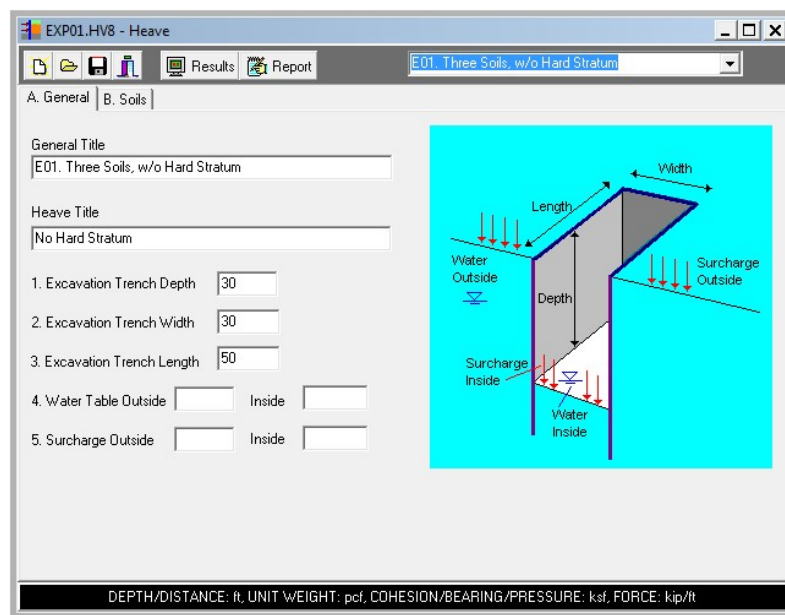 EXP01.HV8 - Heave
Results
Report
E01. Three Soils, w/o Hard Stratum
A. General
B. Soils
General Title
E01. Three Soils, w/o Hard Stratum
Heave Title
No Hard Stratum
1. Excavation Trench Depth 30
2. Excavation Trench Width 30
3. Excavation Trench Length 50
4. Water Table Outside Inside
5. Surcharge Outside Inside
Width
Length
Water
Outside
Surcharge
Outside
Depth
Surcharge
Inside
Water
Inside
DEPTH/DISTANCE: ft, UNIT WEIGHT: pcf, COHESION/BEARING/PRESSURE: ksf, FORCE: kip/ft